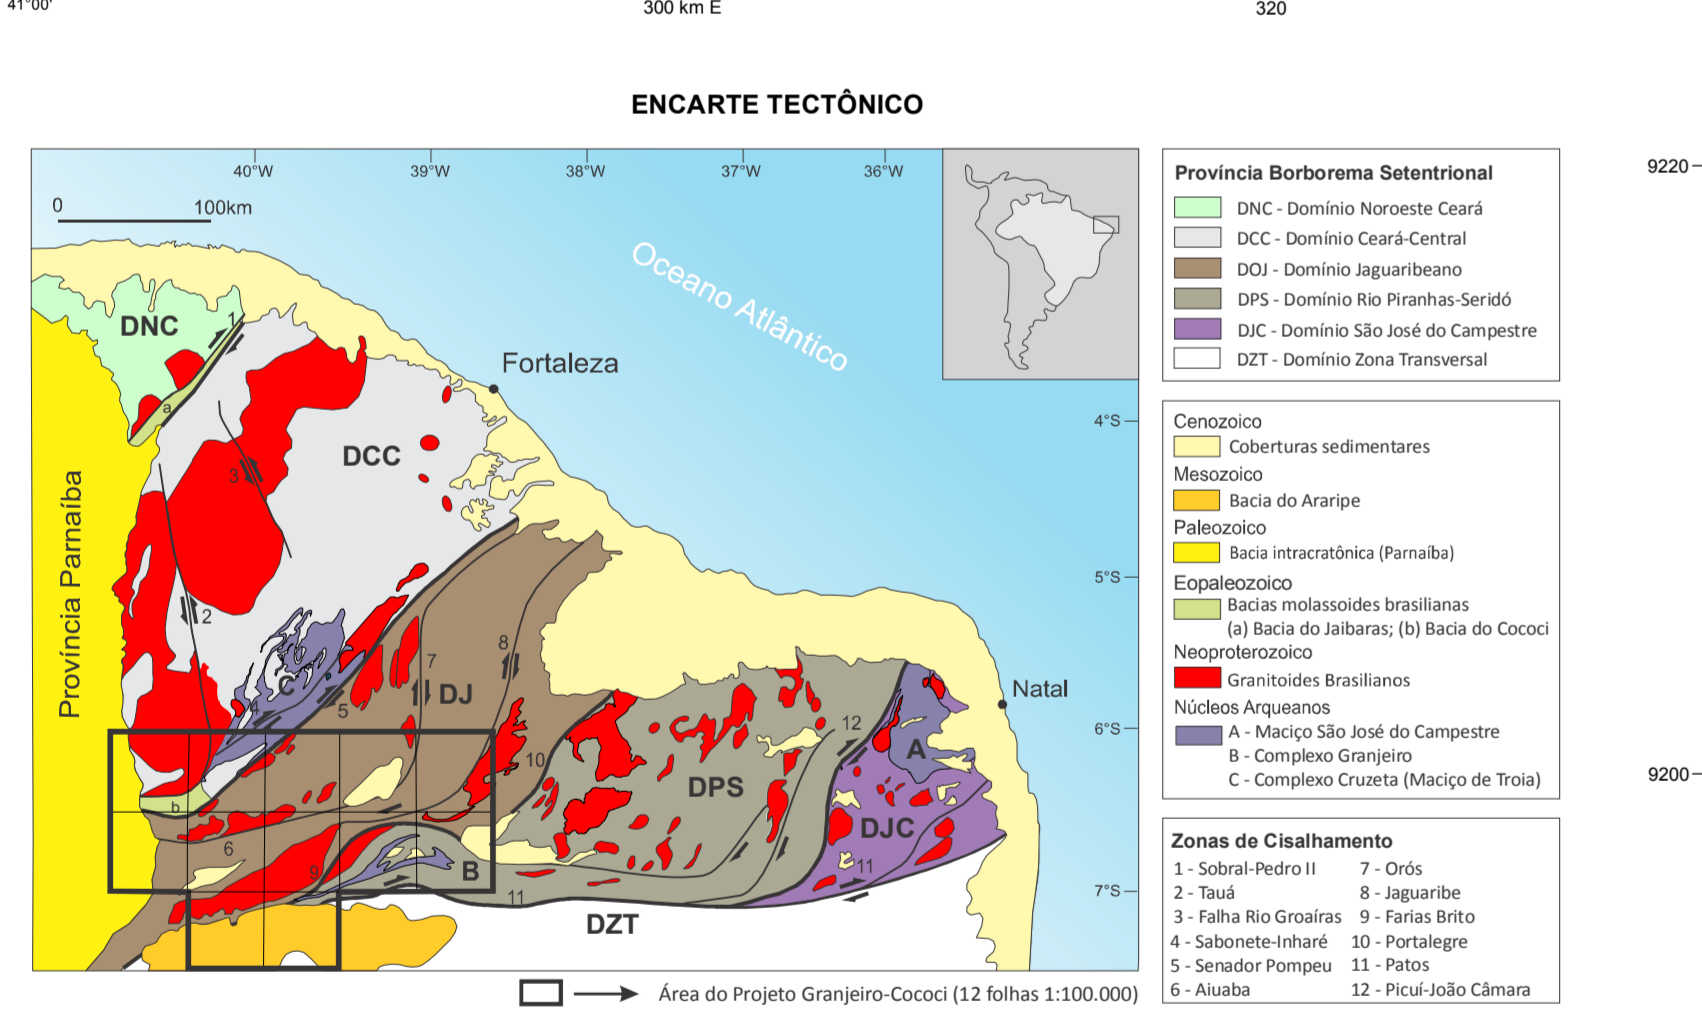 41°00'
300 km E
320
ENCARTE TECTÔNICO
9220
9200
40°W
39°W
38°W
37°W
36°W
0
100km
Oceano Atlântico
Fortaleza
Natal
Província Parnaíba
4°S
5°S
6°S
7°S
DNC
DCC
DJ
DPS
DJC
DZT
A
B
C
a
b
1
2
3
4
5
6
7
8
9
10
11
11
12
Área do Projeto Granjeiro-Cococi (12 folhas 1:100.000)
Província Borborema Setentrional
DNC - Domínio Noroeste Ceará
DCC - Domínio Ceará-Central
DOJ - Domínio Jaguaribeano
DPS - Domínio Rio Piranhas-Seridó
DJC - Domínio São José do Campestre
DZT - Domínio Zona Transversal
Cenozoico
Coberturas sedimentares
Mesozoico
Bacia do Araripe
Paleozoico
Bacia intracratônica (Parnaíba)
Eopaleozoico
Bacias molassoides brasilianas
(a) Bacia do Jaibaras; (b) Bacia do Cococi
Neoproterozoico
Granitoides Brasilianos
Núcleos Arqueanos
A - Maciço São José do Campestre
B - Complexo Granjeiro
C - Complexo Cruzeta (Maciço de Troia)
Zonas de Cisalhamento
1 - Sobral-Pedro II
2 - Tauá
3 - Falha Rio Groaíras
4 - Sabonete-Inharé
5 - Senador Pompeu
6 - Aiuaba
7 - Orós
8 - Jaguaribe
9 - Farias Brito
10 - Portalegre
11 - Patos
12 - Picuí-João Câmara